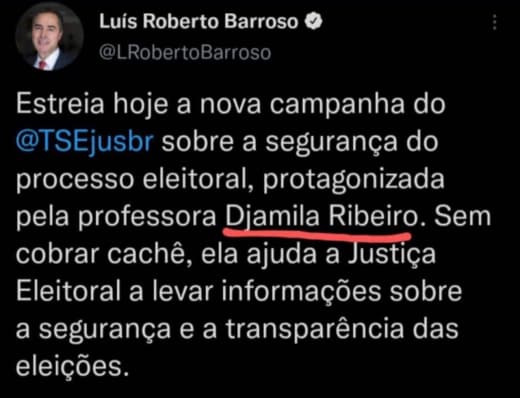 Luís Roberto Barroso
@LRobertoBarroso
Estreia hoje a nova campanha do
@TSEjusbr sobre a segurança do
processo eleitoral, protagonizada
pela professora Djamila Ribeiro. Sem
cobrar cachê, ela ajuda a Justiça
Eleitoral a levar informações sobre
a segurança e a transparência das
eleições.